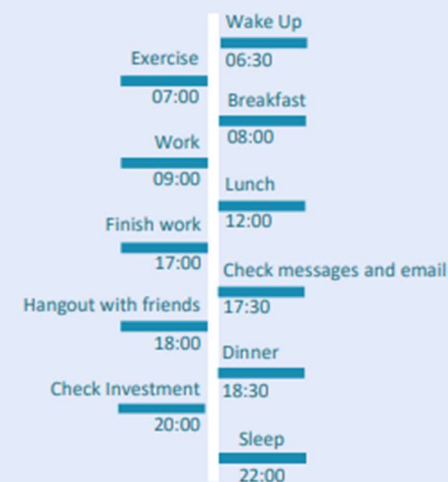 Wake Up
06:30
Exercise
07:00
Breakfast
08:00
Work
09:00
Lunch
12:00
Finish work
17:00
Check messages and email
17:30
Hangout with friends
18:00
Dinner
18:30
Check Investment
20:00
Sleep
22:00